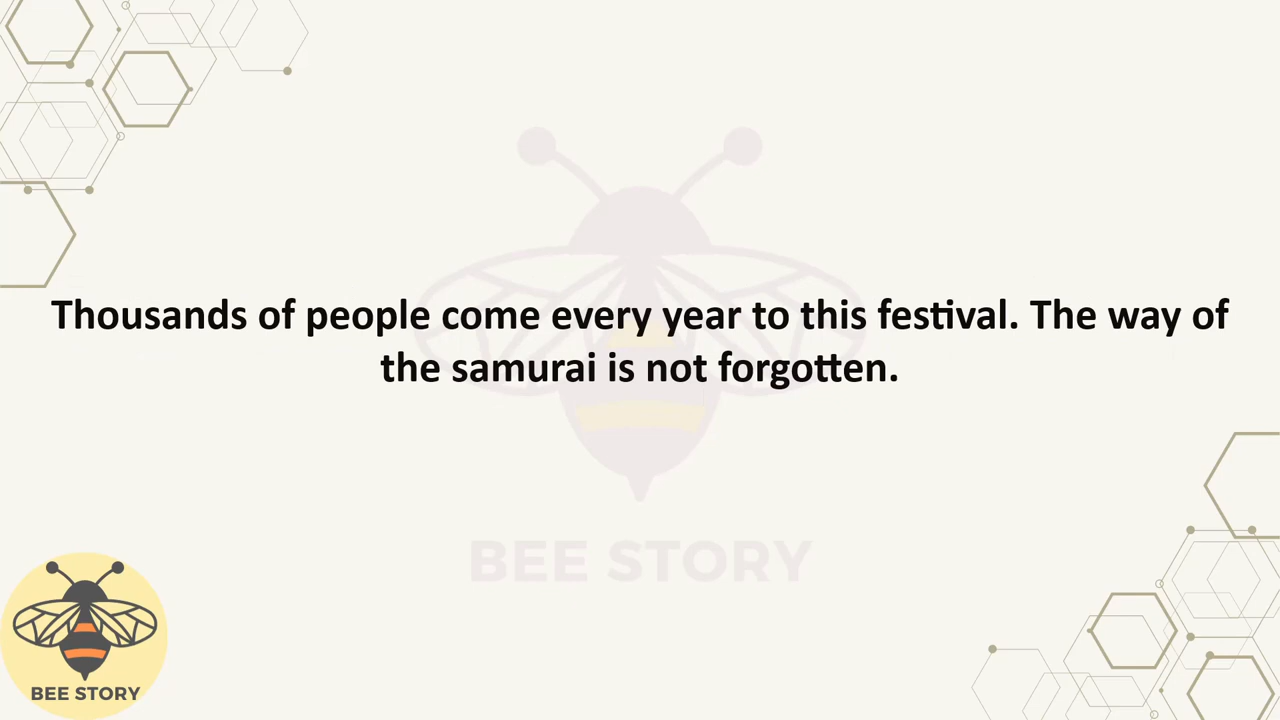 Thousands of people come every year to this festival. The way of
the samurai is not forgotten.
BEE STORY
BEE STORY